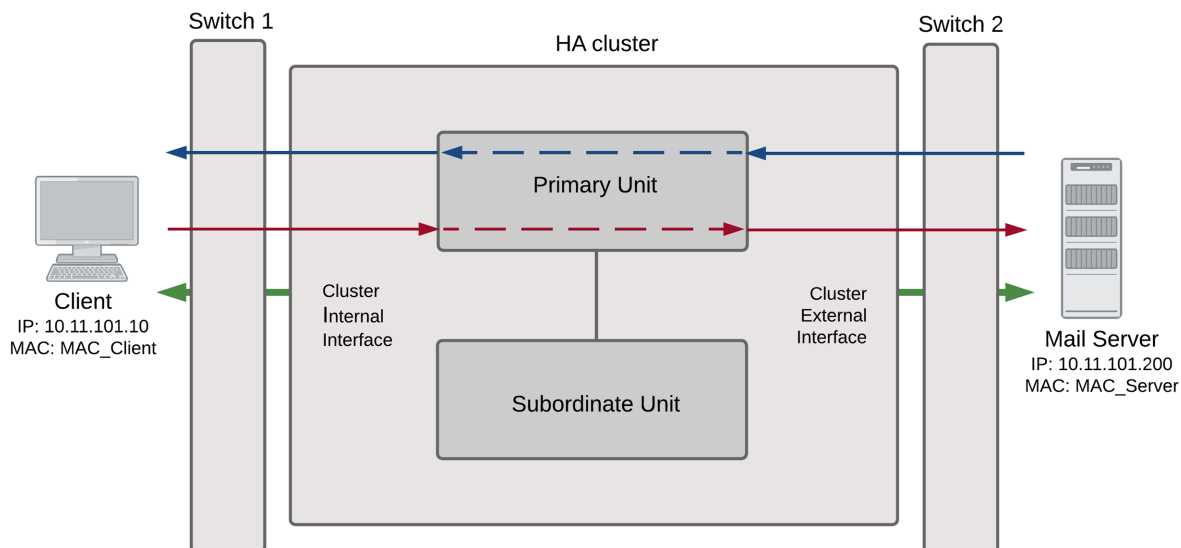 Switch 1
Switch 2
HA cluster
Primary Unit
Cluster
Internal
Interface
Cluster
External
Interface
Client
IP: 10.11.101.10
MAC: MAC_Client
Mail Server
IP: 10.11.101.200
MAC: MAC_Server
Subordinate Unit